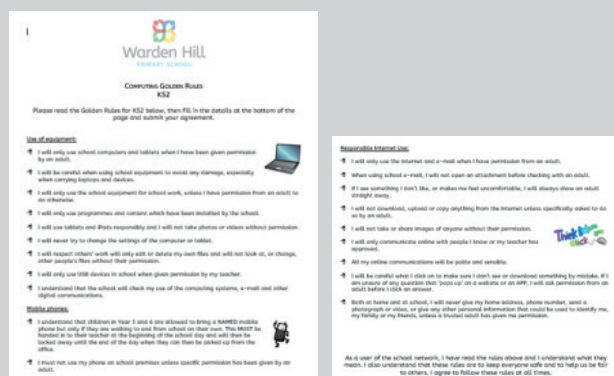 Warden Hill
PRIMARY SCHOOL
COMPUTING GOLDEN RULES
KS2
Please read the Golden Rules for KS2 below, then fill in the details at the bottom of the
page and submit your agreement.
Use of equipment:
I will only use school computers and tablets when I have been given permission
by an adult.
I will be careful when using school equipment to avoid any damage, especially
when carrying laptops and devices.
I will only use the school equipment for school work, unless I have permission from an adult to
do otherwise.
I will only use programmes and content which have been installed by the school.
I will use tablets and iPads responsibly and I will not take photos or videos without permission.
I will never try to change the settings of the computer or tablet.
I will respect others' work will only edit or delete my own files and will not look at, or change,
other people's files without their permission.
I will only use USB devices in school when given permission by my teacher.
I understand that the school will check my use of the computing systems, e-mail and other
digital communications.
Mobile phones:
I understand that children in Year 5 and 6 are allowed to bring a NAMED mobile
phone but only if they are walking to and from school on their own. This MUST be
handed in to their teacher at the beginning of the school day and will then be
locked away until the end of the day when they can then be picked up from the
office.
I must not use my phone on school premises unless specific permission has been given by an
adult.
Responsible Internet Use:
I will only use the internet and e-mail when I have permission from an adult.
When using school e-mail, I will not open an attachment before checking with an adult.
If I see something I don't like, or makes me feel uncomfortable, I will always show an adult
straight away.
I will not download, upload or copy anything from the Internet unless specifically asked to do
so by an adult.
I will not take or share images of anyone without their permission.
I will only communicate online with people I know or my teacher has
approved.
Think before
you click
All my online communications will be polite and sensible.
I will be careful what I click on to make sure I don't see or download something by mistake. If I
am unsure of any question that 'pops up' on a website or an APP, I will ask permission from an
adult before I click an answer.
Both at home and at school, I will never give my home address, phone number, send a
photograph or video, or give any other personal information that could be used to identify me,
my family or my friends, unless a trusted adult has given me permission.
As a user of the school network, I have read the rules above and I understand what they
mean. I also understand that these rules are to keep everyone safe and to help us be fair
to others. I agree to follow these rules at all times.